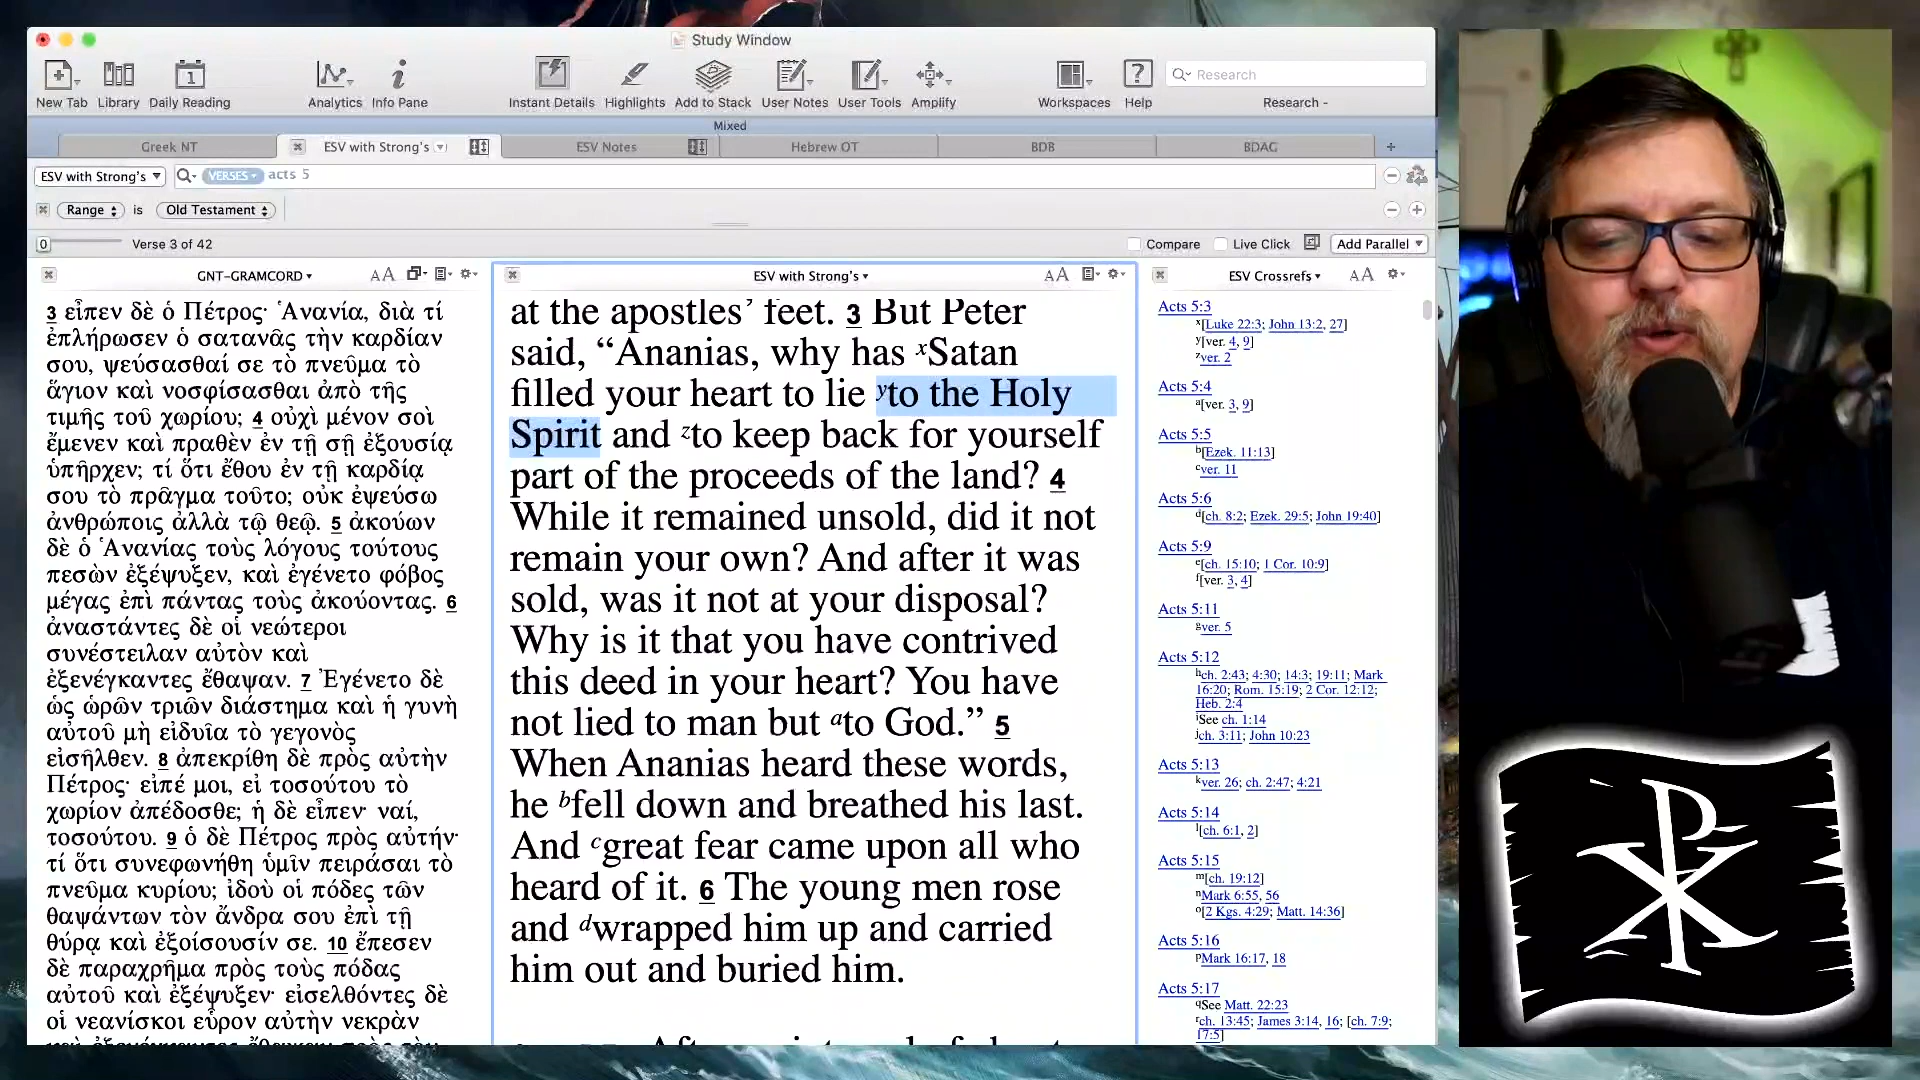 Study Window
New Tab Library Daily Reading Analytics Info Pane Instant Details Highlights Add to Stack User Notes User Tools Amplify Workspaces Help Research
Research -
Mixed
Greek NT ESV with Strong's ESV Notes Hebrew OT BDB BDAG +
ESV with Strong's VERSES acts 5
Range is Old Testament
0 Verse 3 of 42 Compare Live Click Add Parallel
GNT-GRAMCORD AA
3 εἶπεν δὲ ὁ Πέτρος· Ἁνανία, διὰ τί
ἐπλήρωσεν ὁ σατανᾶς τὴν καρδίαν
σου, ψεύσασθαί σε τὸ πνεῦμα τὸ
ἅγιον καὶ νοσφίσασθαι ἀπὸ τῆς
τιμῆς τοῦ χωρίου; 4 οὐχὶ μένον σοὶ
ἔμενεν καὶ πραθὲν ἐν τῇ σῇ ἐξουσίᾳ
ὑπῆρχεν; τί ὅτι ἔθου ἐν τῇ καρδίᾳ
σου τὸ πρᾶγμα τοῦτο; οὐκ ἐψεύσω
ἀνθρώποις ἀλλὰ τῷ θεῷ. 5 ἀκούων
δὲ ὁ Ἁνανίας τοὺς λόγους τούτους
πεσὼν ἐξέψυξεν, καὶ ἐγένετο φόβος
μέγας ἐπὶ πάντας τοὺς ἀκούοντας. 6
ἀναστάντες δὲ οἱ νεώτεροι
συνέστειλαν αὐτὸν καὶ
ἐξενέγκαντες ἔθαψαν. 7 Ἐγένετο δὲ
ὡς ὡρῶν τριῶν διάστημα καὶ ἡ γυνὴ
αὐτοῦ μὴ εἰδυῖα τὸ γεγονὸς
εἰσῆλθεν. 8 ἀπεκρίθη δὲ πρὸς αὐτὴν
Πέτρος· εἰπέ μοι, εἰ τοσούτου τὸ
χωρίον ἀπέδοσθε; ἡ δὲ εἶπεν· ναί,
τοσούτου. 9 ὁ δὲ Πέτρος πρὸς αὐτήν·
τί ὅτι συνεφωνήθη ὑμῖν πειράσαι τὸ
πνεῦμα κυρίου; ἰδοὺ οἱ πόδες τῶν
θαψάντων τὸν ἄνδρα σου ἐπὶ τῇ
θύρᾳ καὶ ἐξοίσουσίν σε. 10 ἔπεσεν
δὲ παραχρῆμα πρὸς τοὺς πόδας
αὐτοῦ καὶ ἐξέψυξεν· εἰσελθόντες δὲ
οἱ νεανίσκοι εὗρον αὐτὴν νεκρὰν
ESV with Strong's AA
at the apostles’ feet. 3 But Peter
said, “Ananias, why has xSatan
filled your heart to lie yto the Holy
Spirit and zto keep back for yourself
part of the proceeds of the land? 4
While it remained unsold, did it not
remain your own? And after it was
sold, was it not at your disposal?
Why is it that you have contrived
this deed in your heart? You have
not lied to man but ato God.” 5
When Ananias heard these words,
he bfell down and breathed his last.
And cgreat fear came upon all who
heard of it. 6 The young men rose
and dwrapped him up and carried
him out and buried him.
ESV Crossrefs AA
Acts 5:3
x[Luke 22:3; John 13:2, 27]
y[ver. 4, 9]
zver. 2
Acts 5:4
a[ver. 3, 9]
Acts 5:5
b[Ezek. 11:13]
cver. 11
Acts 5:6
d[ch. 8:2; Ezek. 29:5; John 19:40]
Acts 5:9
e[ch. 15:10; 1 Cor. 10:9]
f[ver. 3, 4]
Acts 5:11
gver. 5
Acts 5:12
hch. 2:43; 4:30; 14:3; 19:11; Mark
16:20; Rom. 15:19; 2 Cor. 12:12;
Heb. 2:4
iSee ch. 1:14
jch. 3:11; John 10:23
Acts 5:13
kver. 26; ch. 2:47; 4:21
Acts 5:14
l[ch. 6:1, 2]
Acts 5:15
m[ch. 19:12]
nMark 6:55, 56
o[2 Kgs. 4:29; Matt. 14:36]
Acts 5:16
pMark 16:17, 18
Acts 5:17
qSee Matt. 22:23
rch. 13:45; James 3:14, 16; [ch. 7:9;
17:5]